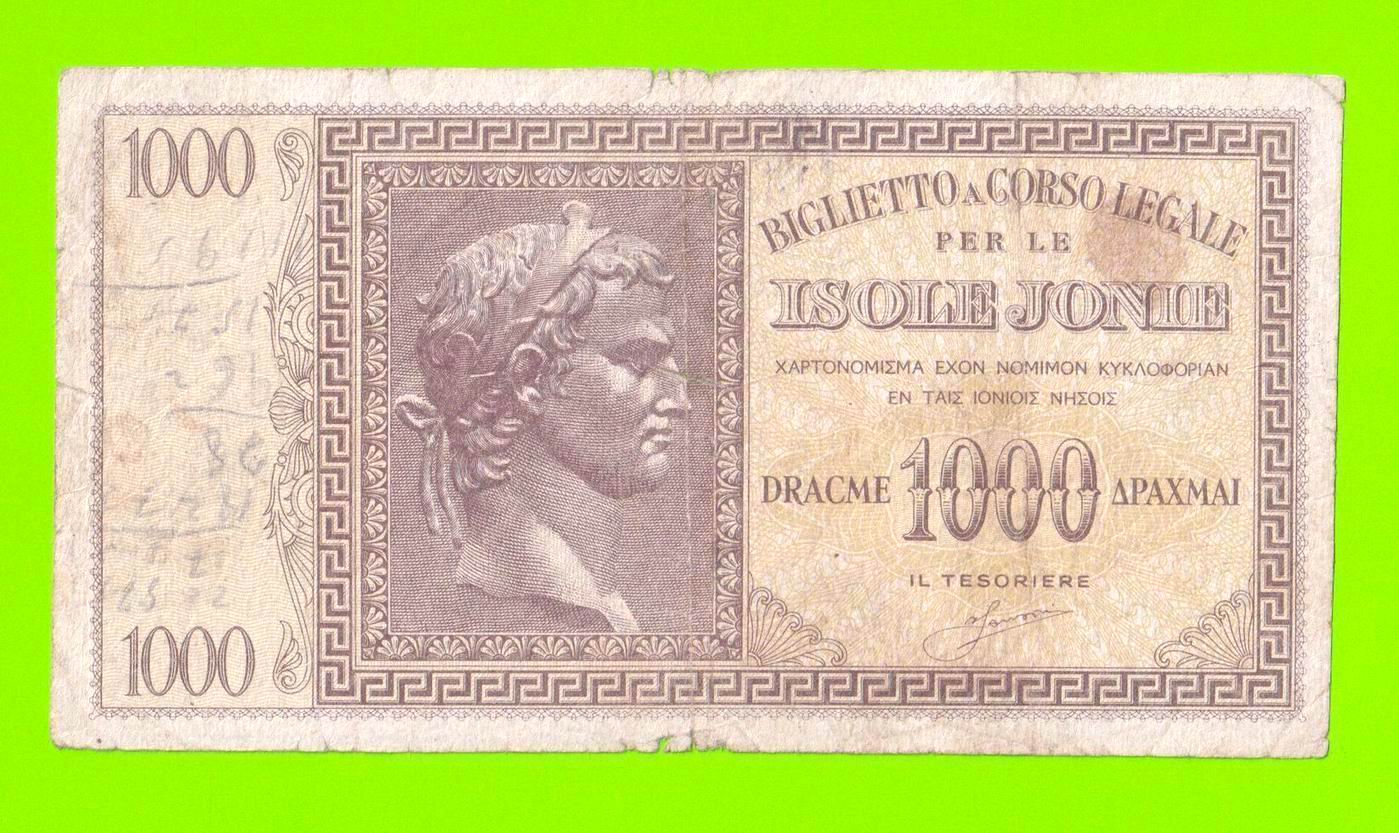 1000
BIGLIETTO A CORSO LEGALE
PER LE
ISOLE JONIE
ΧΑΡΤΟΝΟΜΙΣΜΑ ΕΧΟΝ ΝΟΜΙΜΟΝ ΚΥΚΛΟΦΟΡΙΑΝ
ΕΝ ΤΑΙΣ ΙΟΝΙΟΙΣ ΝΗΣΟΙΣ
DRACME 1000 ΔΡΑΧΜΑΙ
IL TESORIERE
1000